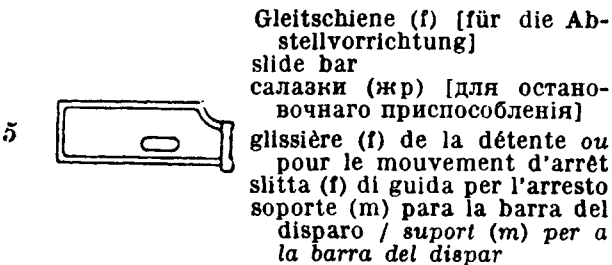 Gleitschiene (f) [für die Ab-
stellvorrichtung]
slide bar
салазки (жр) [для остано-
вочнаго приспособленія]
5
glissière (f) de la détente ou
pour le mouvement d'arrêt
slitta (f) di guida per l'arresto
soporte (m) para la barra del
disparo / suport (m) per a
la barra del dispar